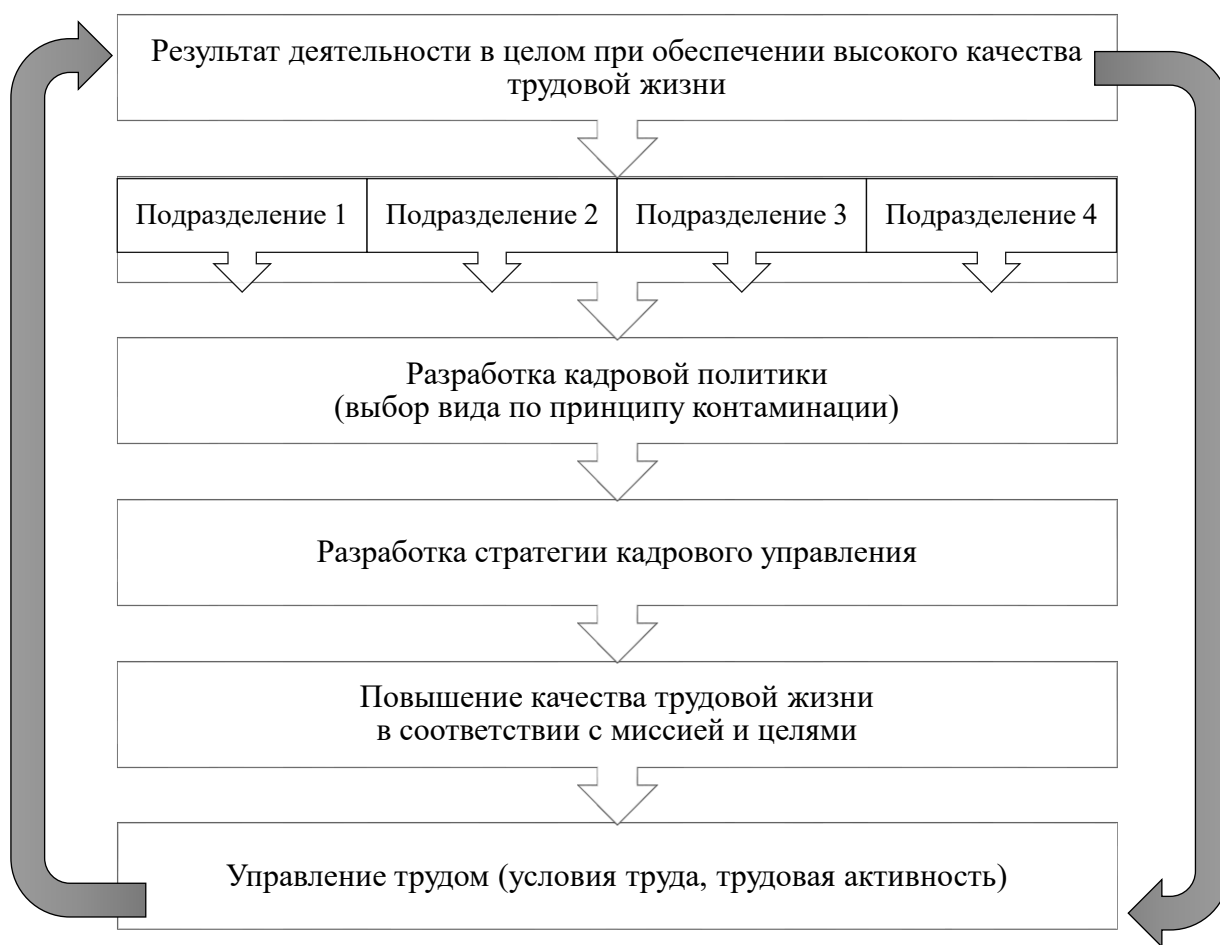 Результат деятельности в целом при обеспечении высокого качества
трудовой жизни
Подразделение 1
Подразделение 2
Подразделение 3
Подразделение 4
Разработка кадровой политики
(выбор вида по принципу контаминации)
Разработка стратегии кадрового управления
Повышение качества трудовой жизни
в соответствии с миссией и целями
Управление трудом (условия труда, трудовая активность)